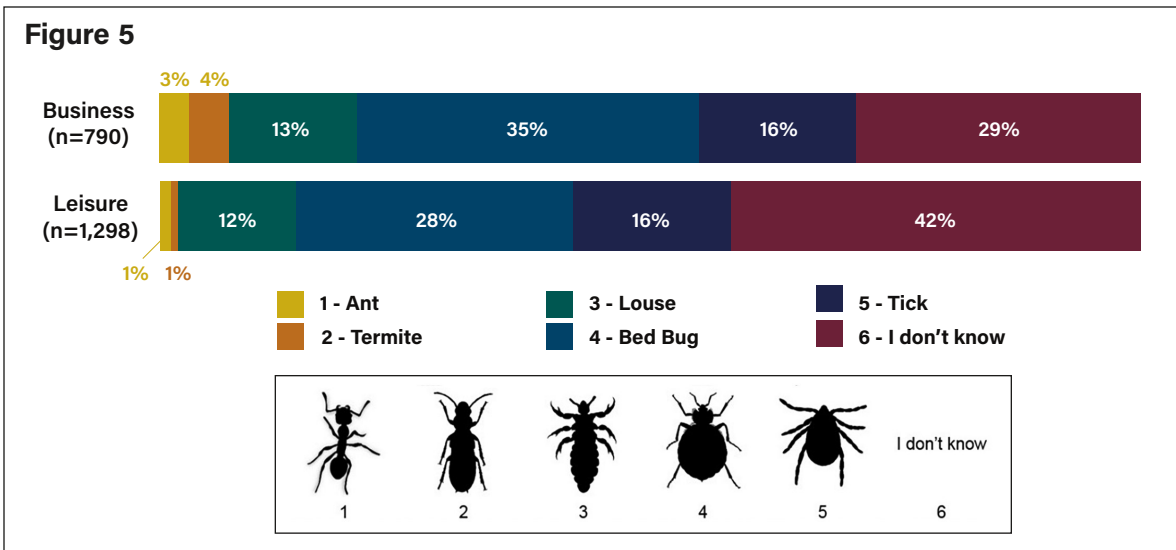 Figure 5
3% 4%
Business
(n=790)
13% 35% 16% 29%
Leisure
(n=1,298)
12% 28% 16% 42%
1% 1%
1 - Ant
2 - Termite
3 - Louse
4 - Bed Bug
5 - Tick
6 - I don't know
I don't know
1 2 3 4 5 6